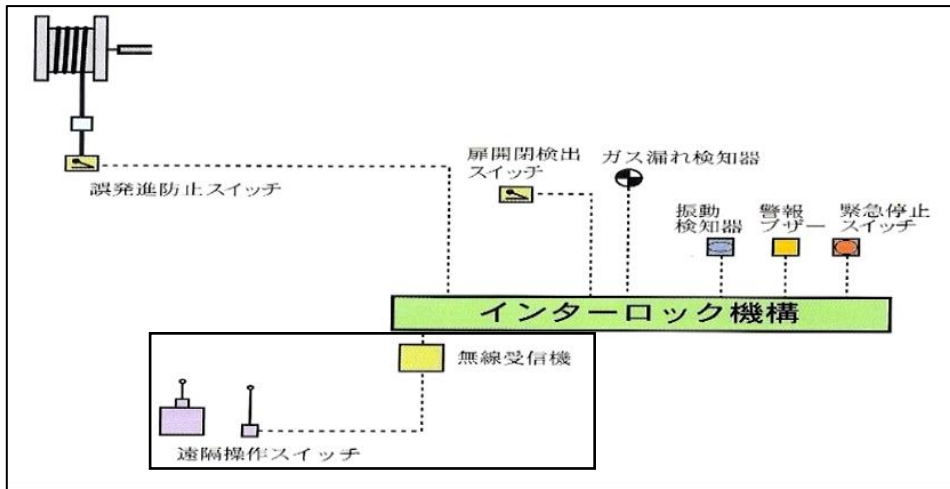 誤発進防止スイッチ
扉開閉検出
スイッチ
ガス漏れ検知器
振動
検知器
警報
ブザー
緊急停止
スイッチ
インターロック機構
無線受信機
遠隔操作スイッチ